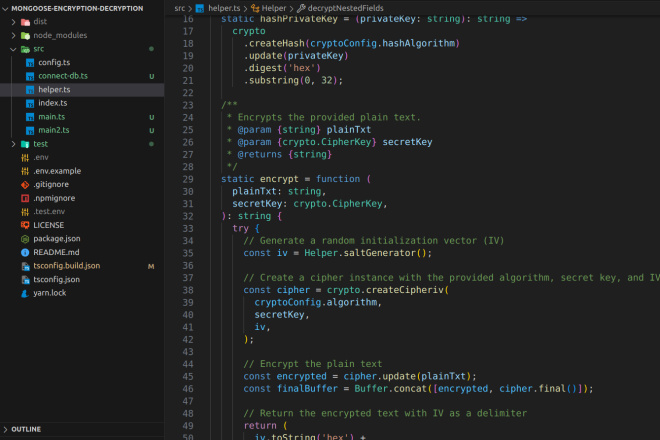 MONGOOSE-ENCRYPTION-DECRYPTION
dist
node_modules
src
config.ts
connect-db.ts U
helper.ts
index.ts
main.ts U
main2.ts U
test
.env
.env.example
.gitignore
.npmignore
.test.env
LICENSE
package.json
README.md
tsconfig.build.json M
tsconfig.json
yarn.lock
OUTLINE
src > helper.ts > Helper > decryptNestedFields
16 static hashPrivateKey = (privateKey: string): string =>
17 crypto
18 .createHash(cryptoConfig.hashAlgorithm)
19 .update(privateKey)
20 .digest('hex')
21 .substring(0, 32);
22
23 /**
24 * Encrypts the provided plain text.
25 * @param {string} plainTxt
26 * @param {crypto.CipherKey} secretKey
27 * @returns {string}
28 */
29 static encrypt = function (
30 plainTxt: string,
31 secretKey: crypto.CipherKey,
32 ): string {
33 try {
34 // Generate a random initialization vector (IV)
35 const iv = Helper.saltGenerator();
36
37 // Create a cipher instance with the provided algorithm, secret key, and IV
38 const cipher = crypto.createCipheriv(
39 cryptoConfig.algorithm,
40 secretKey,
41 iv,
42 );
43
44 // Encrypt the plain text
45 const encrypted = cipher.update(plainTxt);
46 const finalBuffer = Buffer.concat([encrypted, cipher.final()]);
47
48 // Return the encrypted text with IV as a delimiter
49 return (
50 iv.toString('hex') +